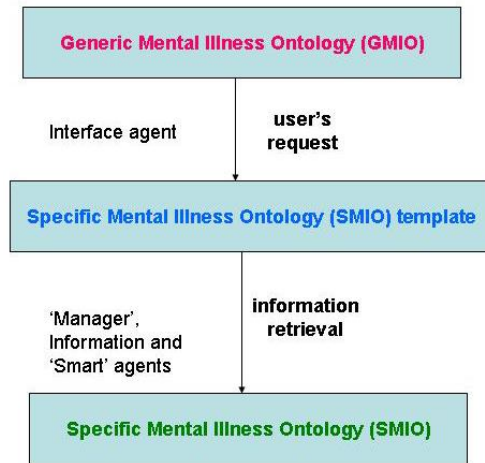 Generic Mental Illness Ontology (GMIO)
Interface agent
user's
request
Specific Mental Illness Ontology (SMIO) template
'Manager',
Information and
'Smart' agents
information
retrieval
Specific Mental Illness Ontology (SMIO)